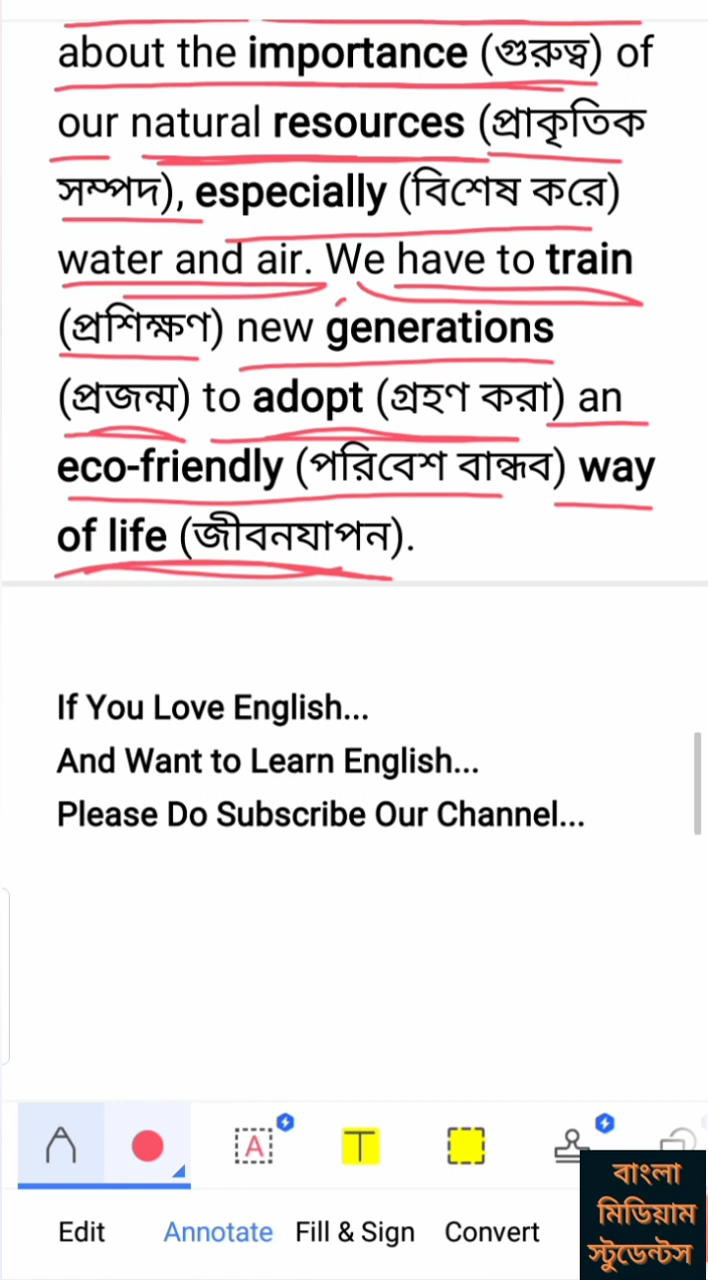 about the importance (গুরুত্ব) of
our natural resources (প্রাকৃতিক
সম্পদ), especially (বিশেষ করে)
water and air. We have to train
(প্রশিক্ষণ) new generations
(প্রজন্ম) to adopt (গ্রহণ করা) an
eco-friendly (পরিবেশ বান্ধব) way
of life (জীবনযাপন).
If You Love English...
And Want to Learn English...
Please Do Subscribe Our Channel...
A
T
Edit Annotate Fill & Sign Convert
বাংলা
মিডিয়াম
স্টুডেন্টস